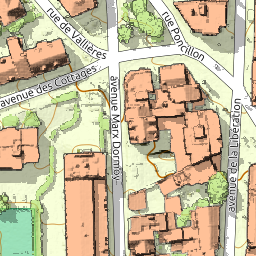 rue de Vallières
rue Poncillon
avenue des Cottages
avenue Marx Dormoy
avenue de la Libération